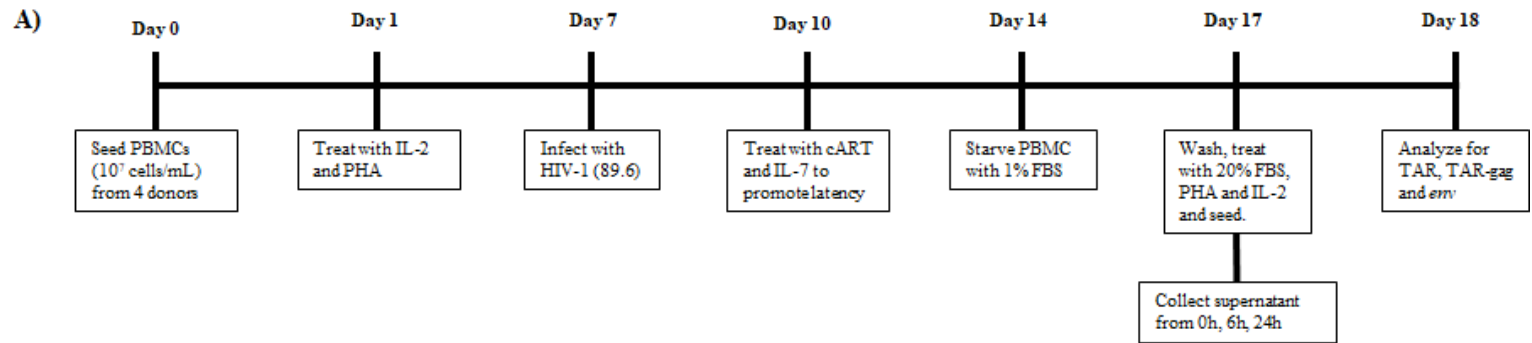 A)
Day 0
Day 1
Day 7
Day 10
Day 14
Day 17
Day 18
Seed PBMCs
(10⁷ cells/mL)
from 4 donors
Treat with IL-2
and PHA
Infect with
HIV-1 (89.6)
Treat with cART
and IL-7 to
promote latency
Starve PBMC
with 1% FBS
Wash, treat
with 20% FBS,
PHA and IL-2
and seed.
Analyze for
TAR, TAR-gag
and env
Collect supernatant
from 0h, 6h, 24h